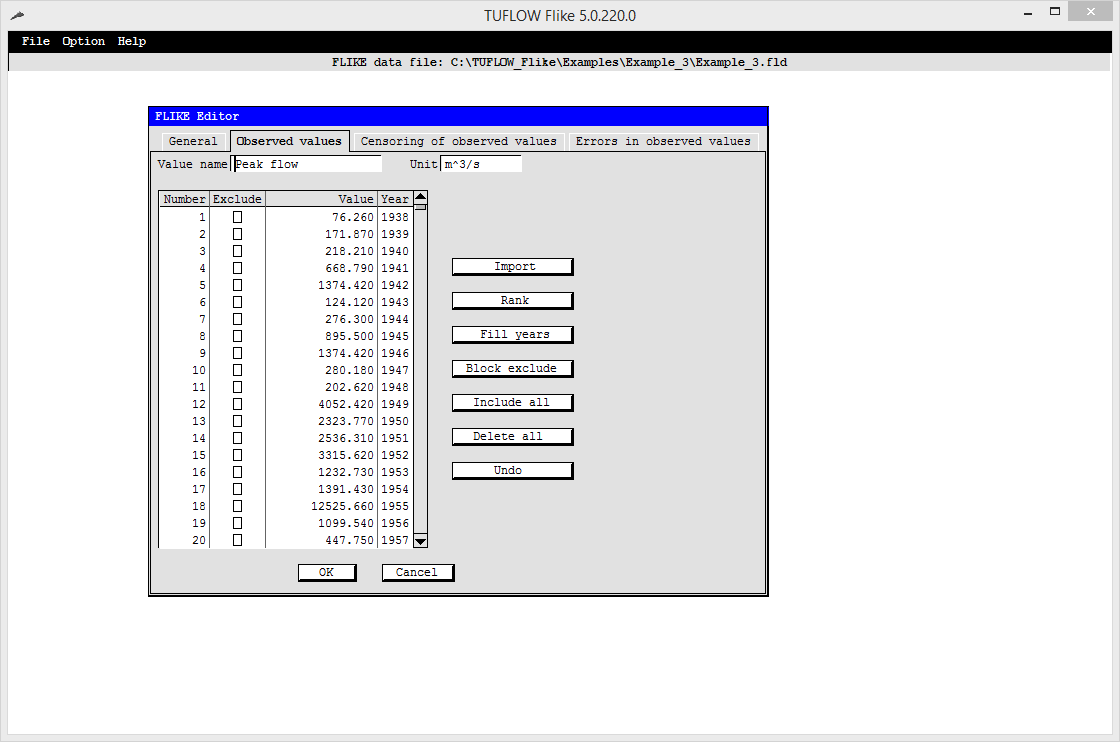 TUFLOW Flike 5.0.220.0
File Option Help
FLIKE data file: C:\TUFLOW_Flike\Examples\Example_3\Example_3.fld
FLIKE Editor
General Observed values Censoring of observed values Errors in observed values
Value name Peak flow Unit m^3/s
Number Exclude Value Year
1 76.260 1938
2 171.870 1939
3 218.210 1940
4 668.790 1941
5 1374.420 1942
6 124.120 1943
7 276.300 1944
8 895.500 1945
9 1374.420 1946
10 280.180 1947
11 202.620 1948
12 4052.420 1949
13 2323.770 1950
14 2536.310 1951
15 3315.620 1952
16 1232.730 1953
17 1391.430 1954
18 12525.660 1955
19 1099.540 1956
20 447.750 1957
Import
Rank
Fill years
Block exclude
Include all
Delete all
Undo
OK Cancel